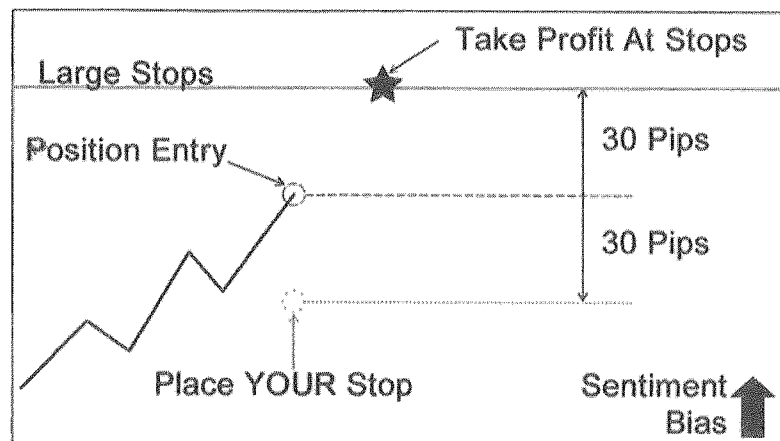 Take Profit At Stops
Large Stops
30 Pips
Position Entry
30 Pips
Place YOUR Stop
Sentiment
Bias